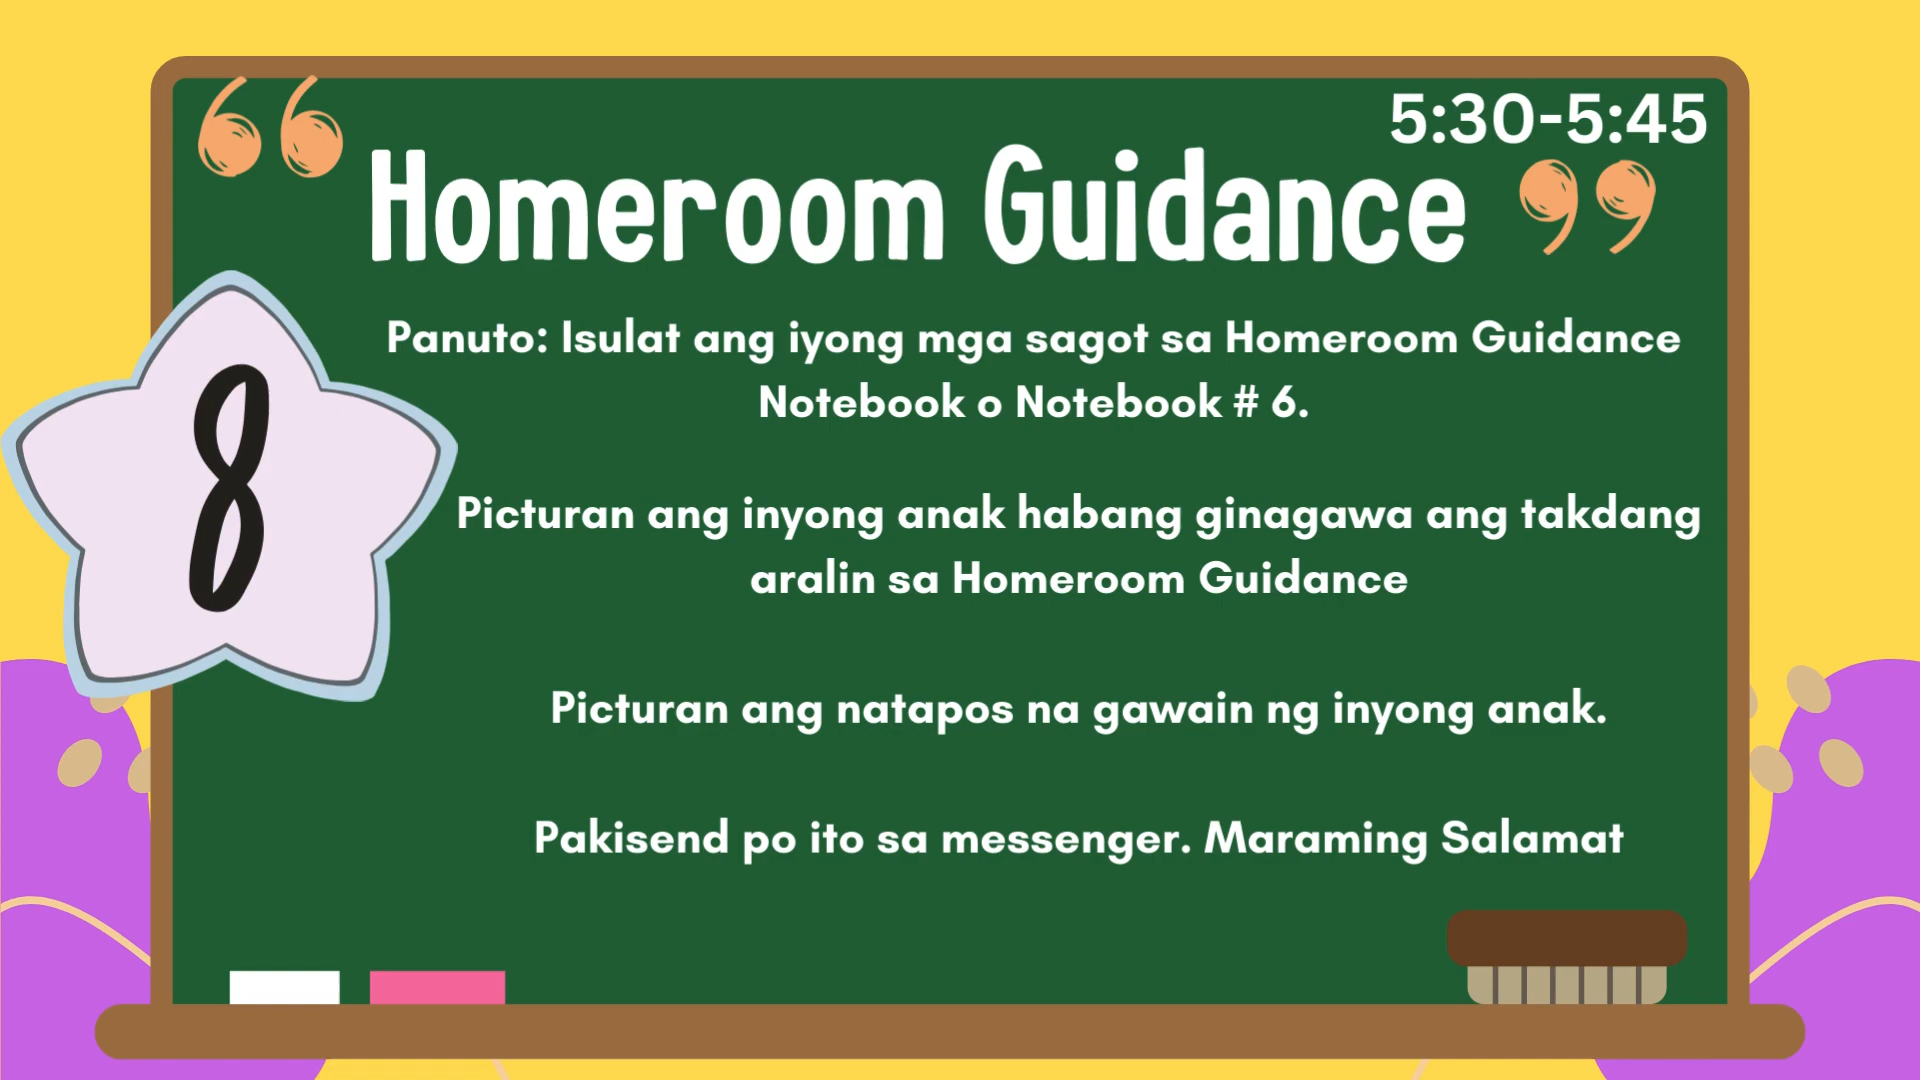 5:30-5:45
Homeroom Guidance
8
Panuto: Isulat ang iyong mga sagot sa Homeroom Guidance
Notebook o Notebook # 6.
Picturan ang inyong anak habang ginagawa ang takdang
aralin sa Homeroom Guidance
Picturan ang natapos na gawain ng inyong anak.
Pakisend po ito sa messenger. Maraming Salamat